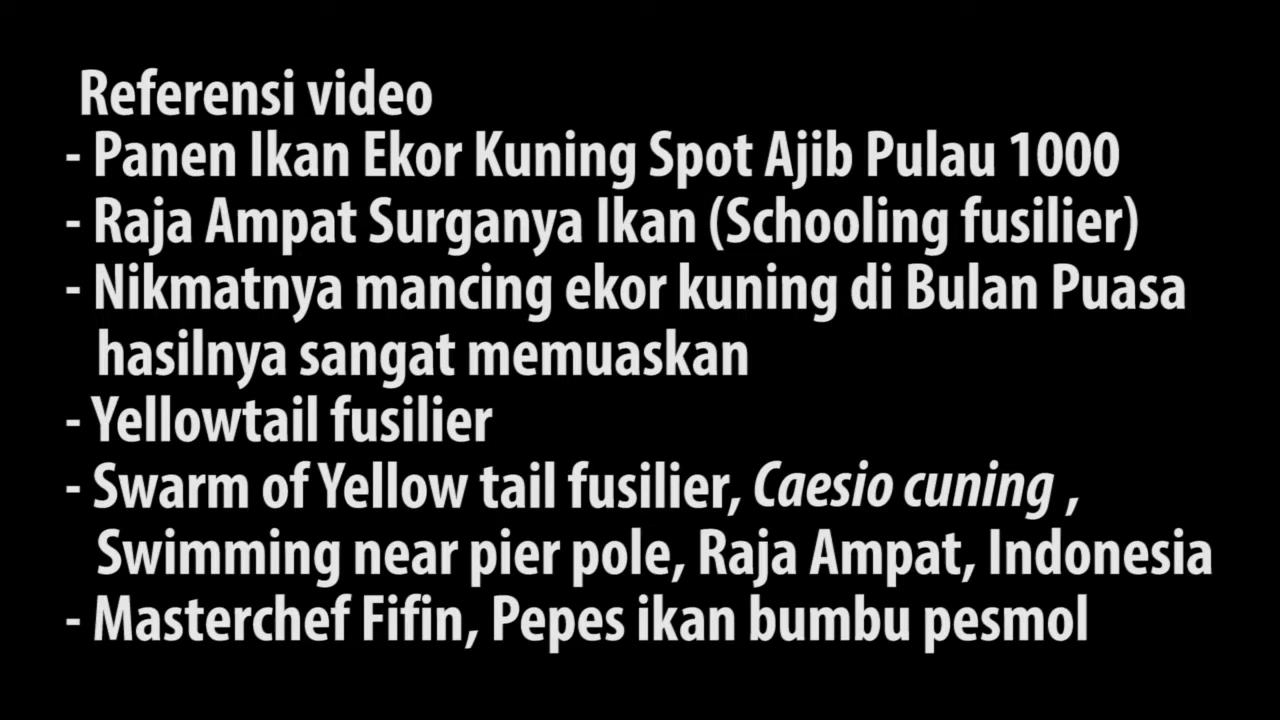 Referensi video
- Panen Ikan Ekor Kuning Spot Ajib Pulau 1000
- Raja Ampat Surganya Ikan (Schooling fusilier)
- Nikmatnya mancing ekor kuning di Bulan Puasa
hasilnya sangat memuaskan
- Yellowtail fusilier
- Swarm of Yellow tail fusilier, Caesio cuning ,
Swimming near pier pole, Raja Ampat, Indonesia
- Masterchef Fifin, Pepes ikan bumbu pesmol